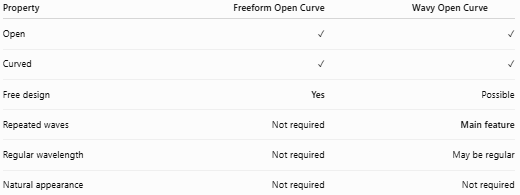 Property Freeform Open Curve Wavy Open Curve
Open ✓ ✓
Curved ✓ ✓
Free design Yes Possible
Repeated waves Not required Main feature
Regular wavelength Not required May be regular
Natural appearance Not required Not required